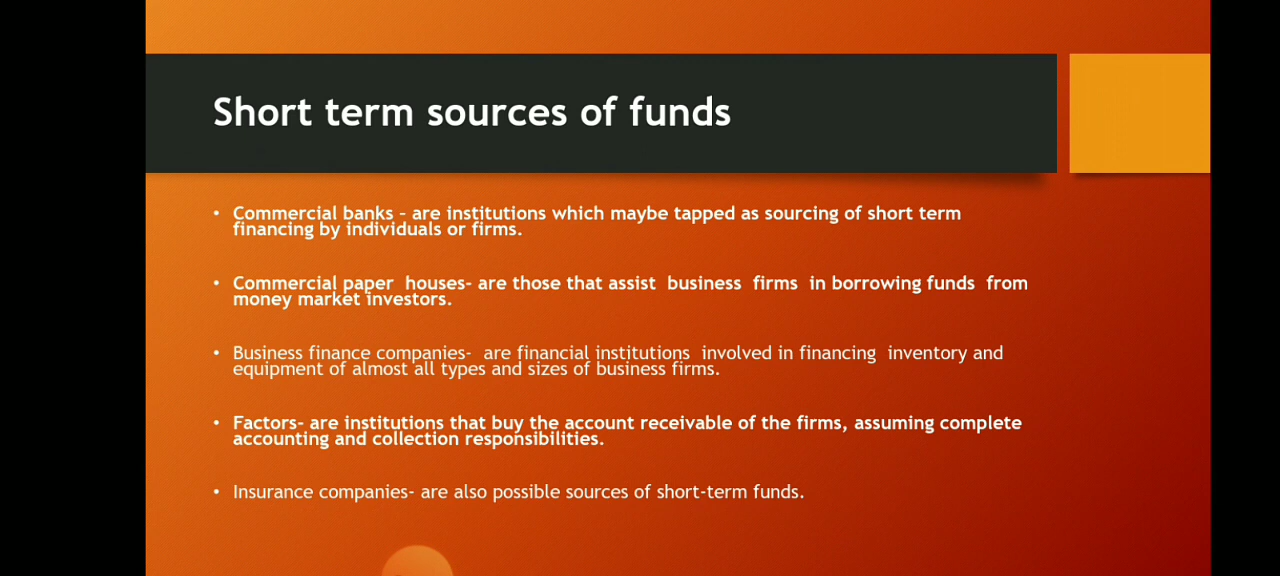 Short term sources of funds
• Commercial banks - are institutions which maybe tapped as sourcing of short term
financing by individuals or firms.
• Commercial paper  houses- are those that assist  business  firms  in borrowing funds  from
money market investors.
• Business finance companies-  are financial institutions  involved in financing  inventory and
equipment of almost all types and sizes of business firms.
• Factors- are institutions that buy the account receivable of the firms, assuming complete
accounting and collection responsibilities.
• Insurance companies- are also possible sources of short-term funds.